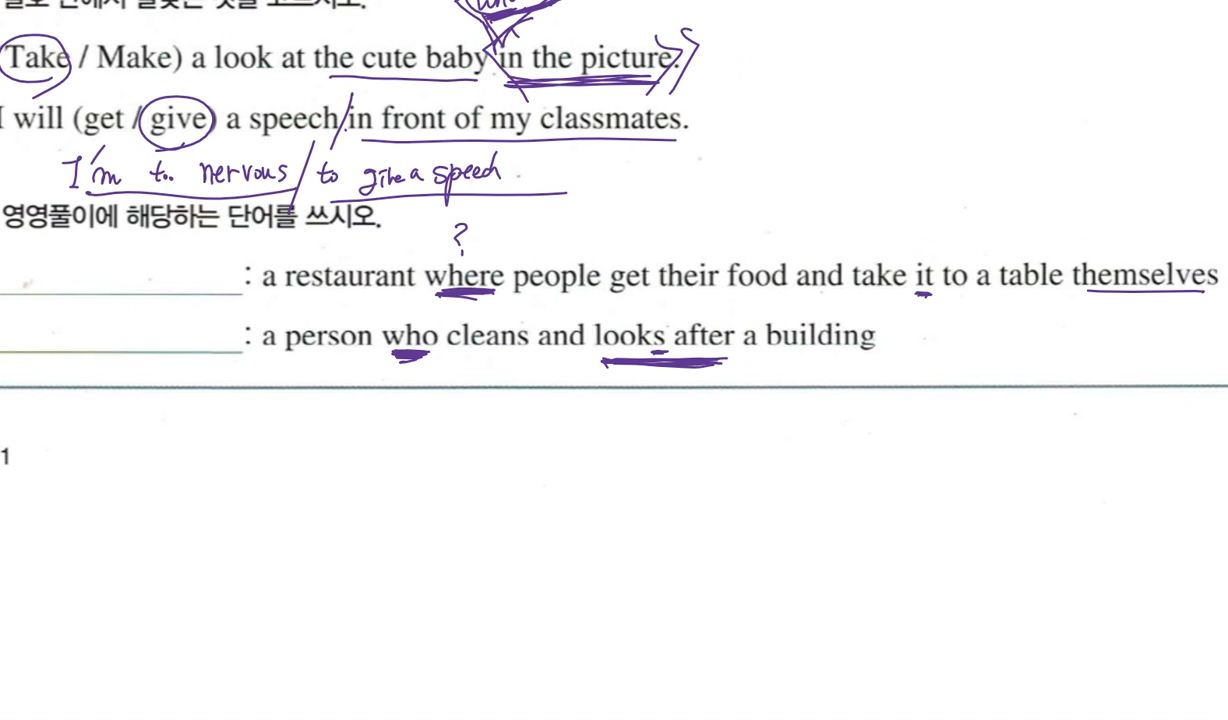 Take / Make) a look at the cute baby in the picture.
I will (get / give) a speech in front of my classmates.
I'm to. nervous / to give a speech.
영영풀이에 해당하는 단어를 쓰시오.
?
: a restaurant where people get their food and take it to a table themselves
: a person who cleans and looks after a building
1